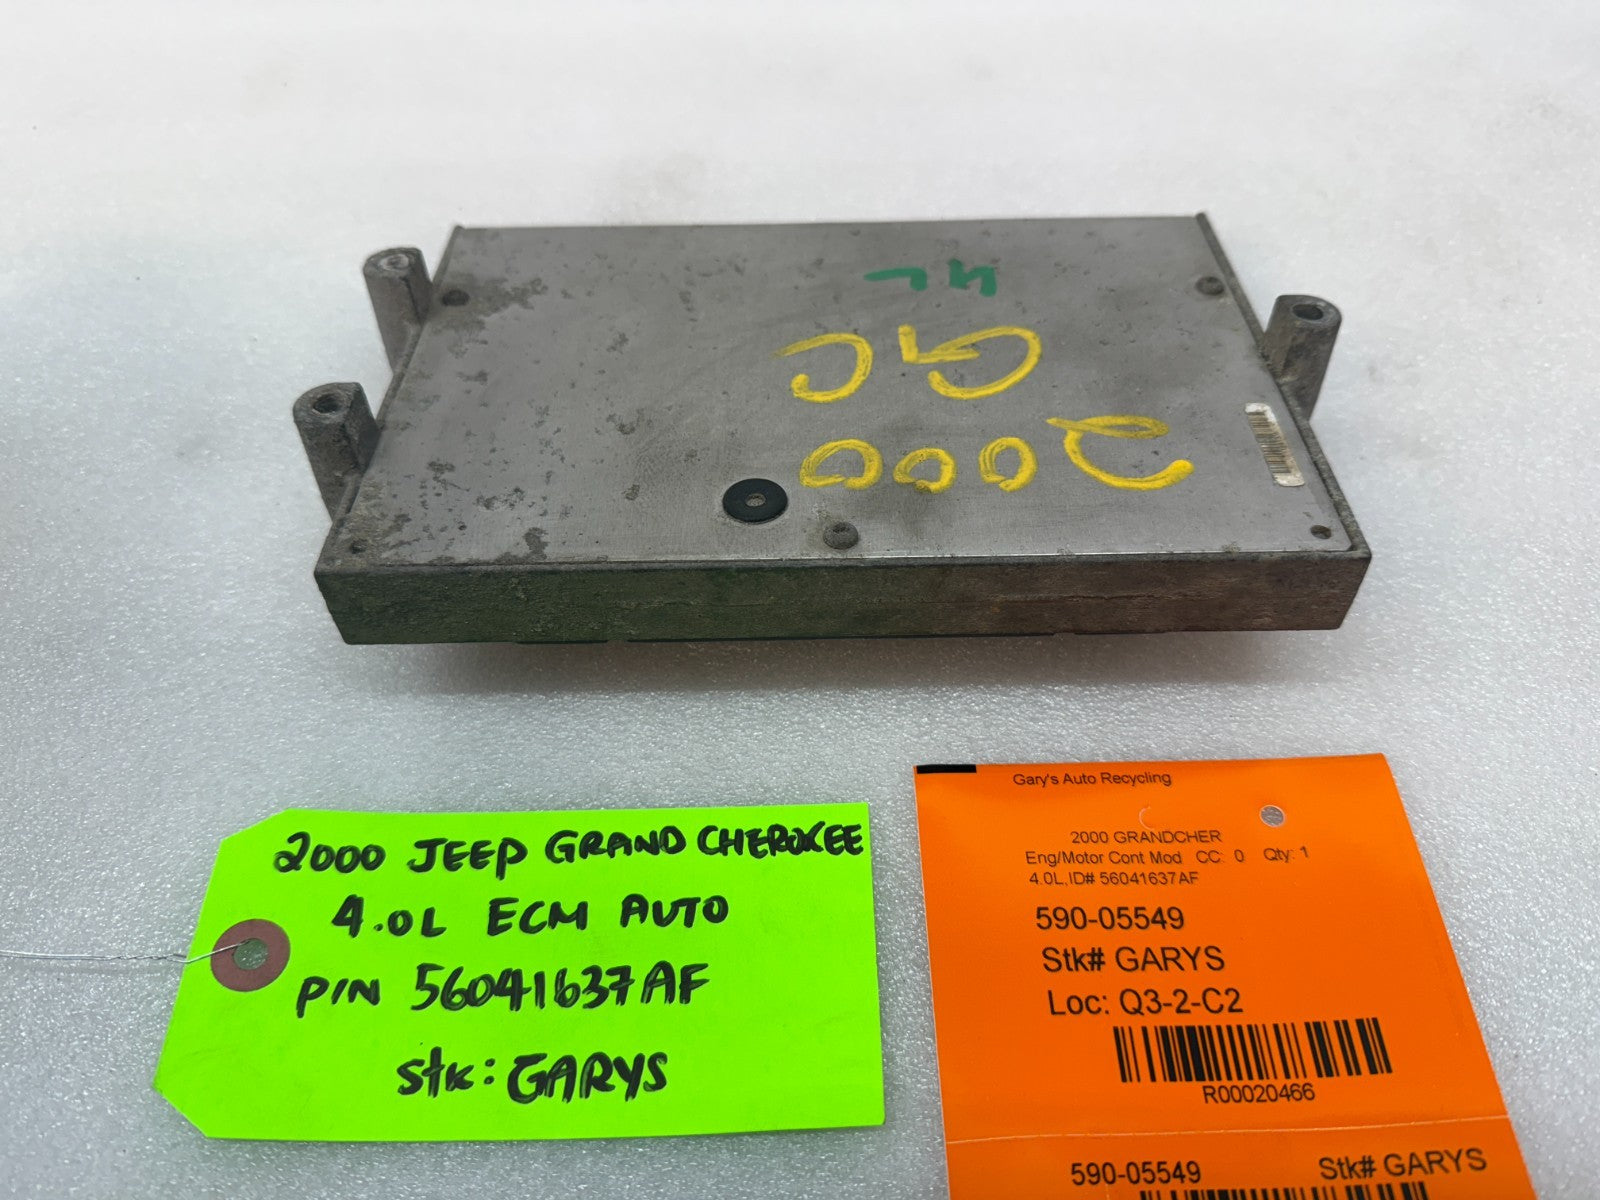 4L
GC
2000
2000 JEEP GRAND CHEROKEE
4.0L ECM AUTO
P/N 56041637AF
stk: GARYS
Gary's Auto Recycling
2000 GRANDCHER
Eng/Motor Cont Mod CC: 0 Qty: 1
4.0L,ID# 56041637AF
590-05549
Stk# GARYS
Loc: Q3-2-C2
R00020466
590-05549 Stk# GARYS